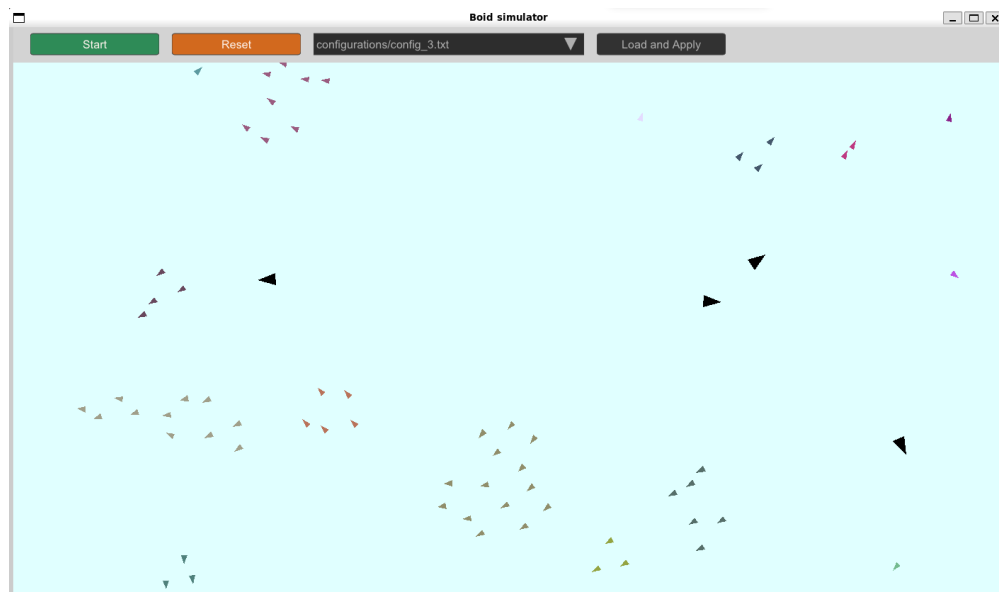 Boid simulator
Start Reset configurations/config_3.txt Load and Apply